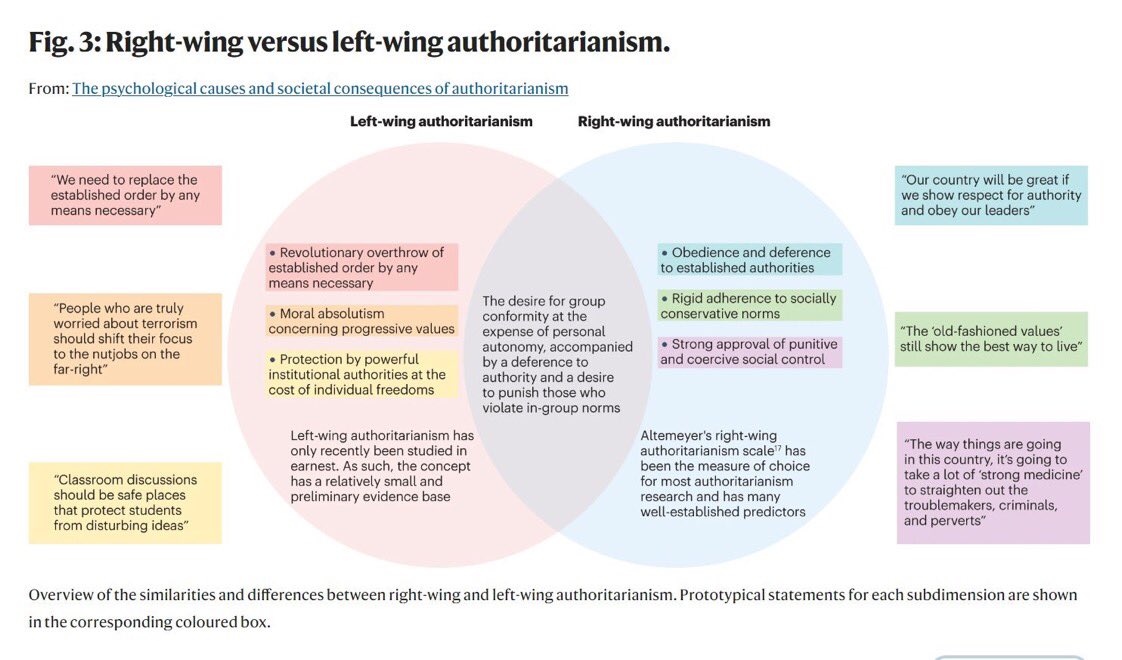 Fig. 3: Right-wing versus left-wing authoritarianism.
From: The psychological causes and societal consequences of authoritarianism
Left-wing authoritarianism
Right-wing authoritarianism
“We need to replace the
established order by any
means necessary”
“People who are truly
worried about terrorism
should shift their focus
to the nutjobs on the
far-right”
“Classroom discussions
should be safe places
that protect students
from disturbing ideas”
• Revolutionary overthrow of
established order by any
means necessary
• Moral absolutism
concerning progressive values
• Protection by powerful
institutional authorities at the
cost of individual freedoms
Left-wing authoritarianism has
only recently been studied in
earnest. As such, the concept
has a relatively small and
preliminary evidence base
The desire for group
conformity at the
expense of personal
autonomy, accompanied
by a deference to
authority and a desire
to punish those who
violate in-group norms
• Obedience and deference
to established authorities
• Rigid adherence to socially
conservative norms
• Strong approval of punitive
and coercive social control
Altemeyer's right-wing
authoritarianism scale¹⁷ has
been the measure of choice
for most authoritarianism
research and has many
well-established predictors
“Our country will be great if
we show respect for authority
and obey our leaders”
“The ‘old-fashioned values’
still show the best way to live”
“The way things are going
in this country, it’s going to
take a lot of ‘strong medicine’
to straighten out the
troublemakers, criminals,
and perverts”
Overview of the similarities and differences between right-wing and left-wing authoritarianism. Prototypical statements for each subdimension are shown
in the corresponding coloured box.